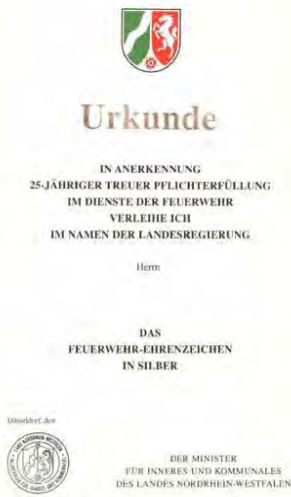 Urkunde
IN ANERKENNUNG
25-JÄHRIGER TREUER PFLICHTERFÜLLUNG
IM DIENSTE DER FEUERWEHR
VERLEIHE ICH
IM NAMEN DER LANDESREGIERUNG
Herrn
DAS
FEUERWEHR-EHRENZEICHEN
IN SILBER
Düsseldorf, den
DER MINISTER
FÜR INNERES UND KOMMUNALES
DES LANDES NORDRHEIN-WESTFALEN